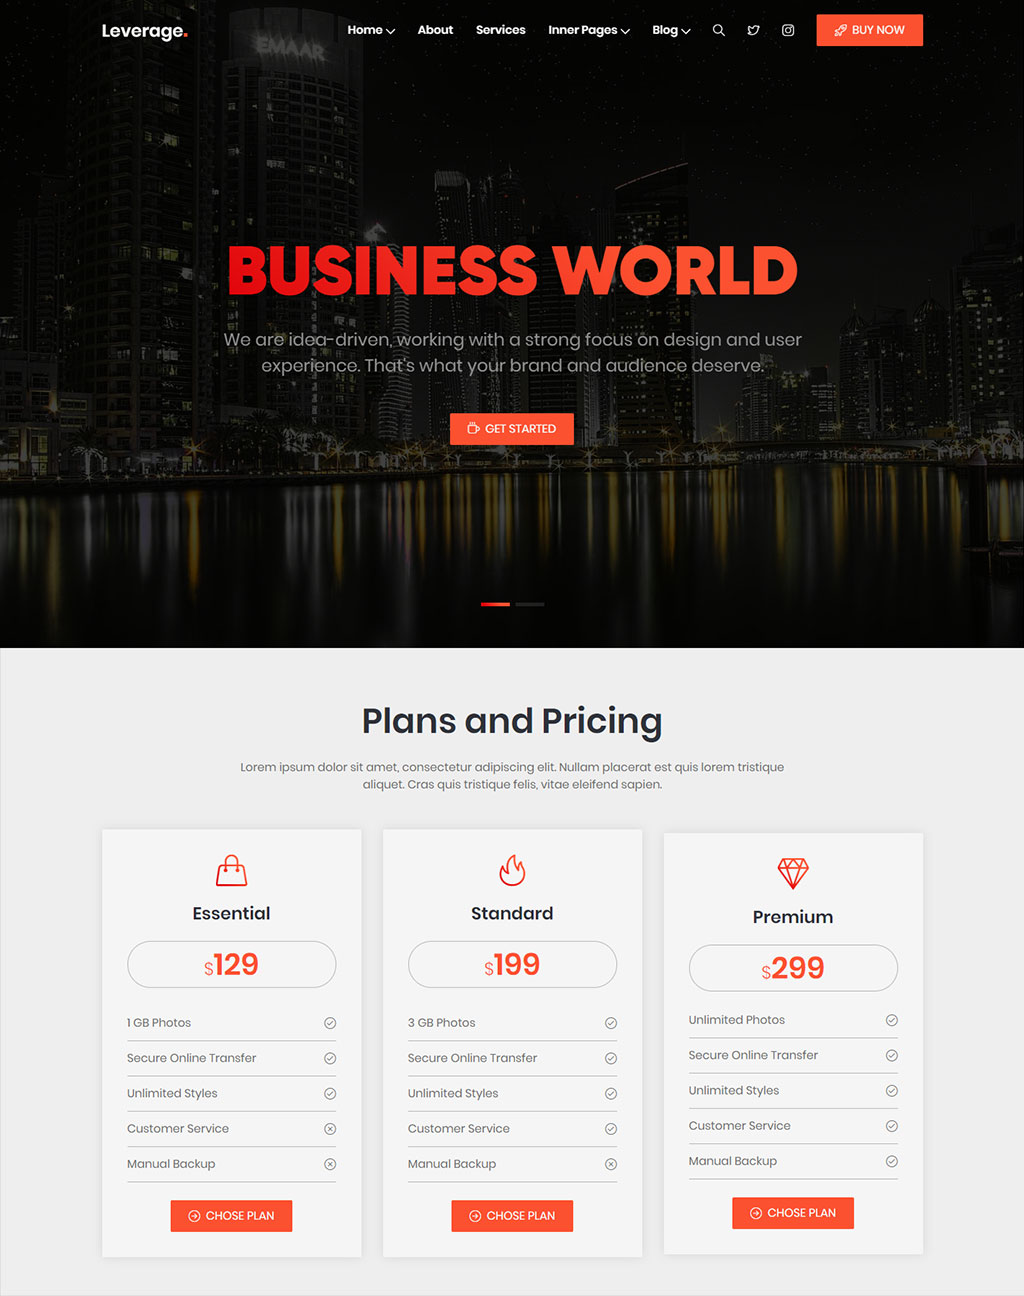 Leverage.
Home
About
Services
Inner Pages
Blog
BUY NOW
EMAAR
BUSINESS WORLD
We are idea-driven, working with a strong focus on design and user
experience. That's what your brand and audience deserve.
GET STARTED
Plans and Pricing
Lorem ipsum dolor sit amet, consectetur adipiscing elit. Nullam placerat est quis lorem tristique
aliquet. Cras quis tristique felis, vitae eleifend sapien.
Essential
$129
1 GB Photos
Secure Online Transfer
Unlimited Styles
Customer Service
Manual Backup
CHOSE PLAN
Standard
$199
3 GB Photos
Secure Online Transfer
Unlimited Styles
Customer Service
Manual Backup
CHOSE PLAN
Premium
$299
Unlimited Photos
Secure Online Transfer
Unlimited Styles
Customer Service
Manual Backup
CHOSE PLAN